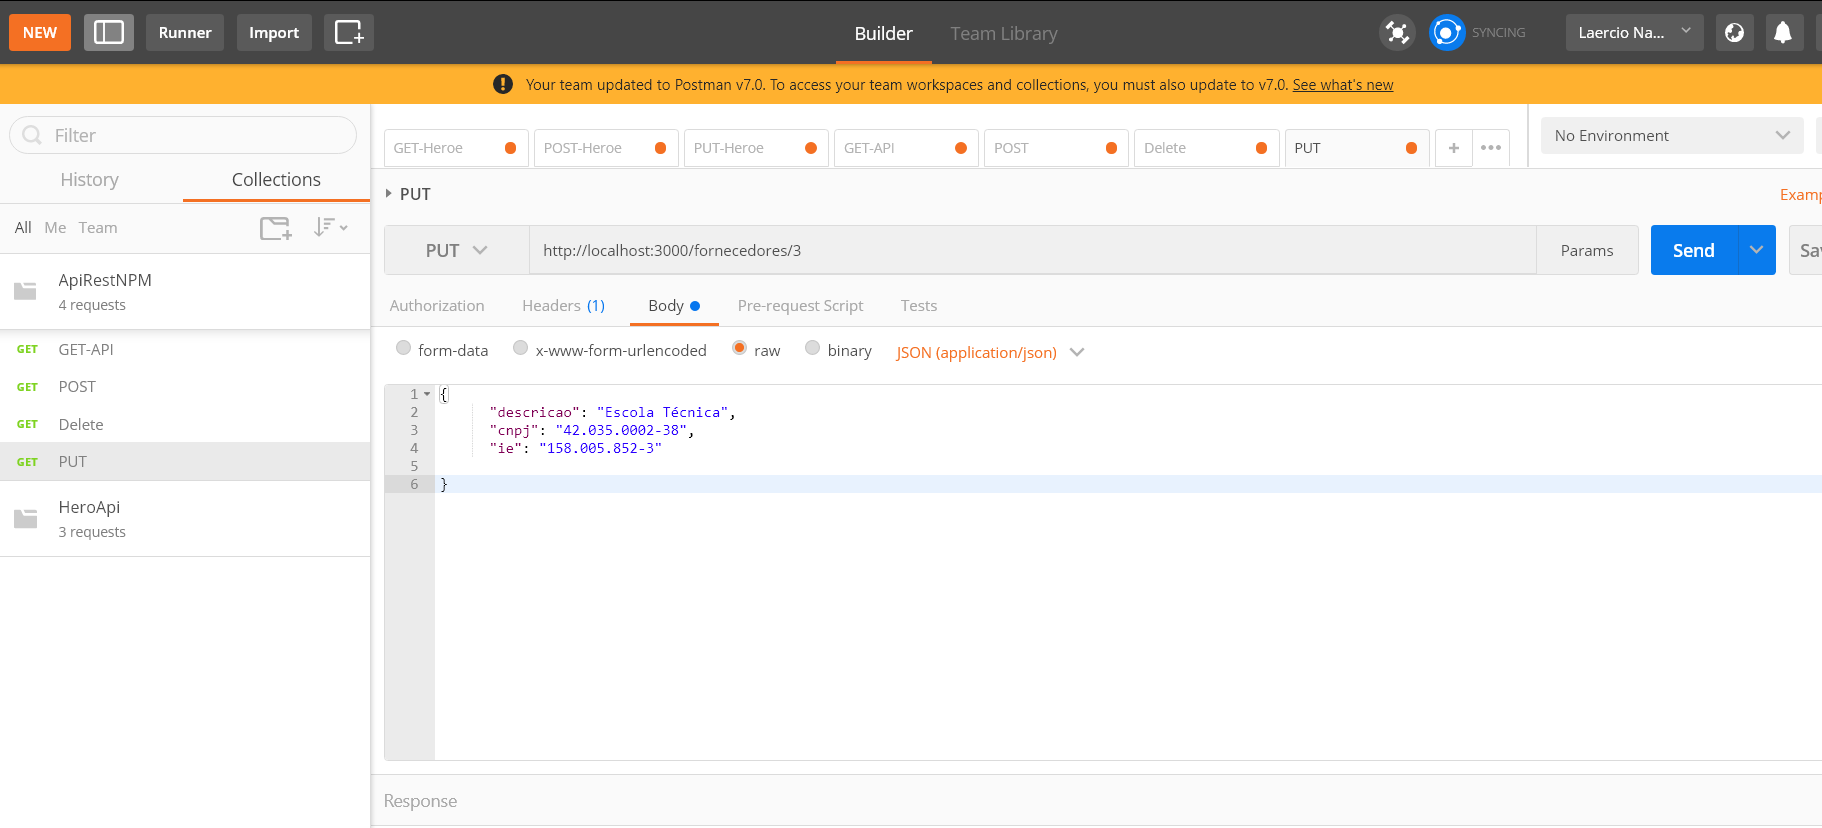 NEW Runner Import Builder Team Library SYNCING Laercio Na...
Your team updated to Postman v7.0. To access your team workspaces and collections, you must also update to v7.0. See what's new
Filter
History Collections
All Me Team
ApiRestNPM
4 requests
GET GET-API
GET POST
GET Delete
GET PUT
HeroApi
3 requests
GET-Heroe POST-Heroe PUT-Heroe GET-API POST Delete PUT + ••• No Environment
PUT Examp
PUT http://localhost:3000/fornecedores/3 Params Send Sav
Authorization Headers (1) Body Pre-request Script Tests
form-data x-www-form-urlencoded raw binary JSON (application/json)
1 {
2 "descricao": "Escola Técnica",
3 "cnpj": "42.035.0002-38",
4 "ie": "158.005.852-3"
5
6 }
Response